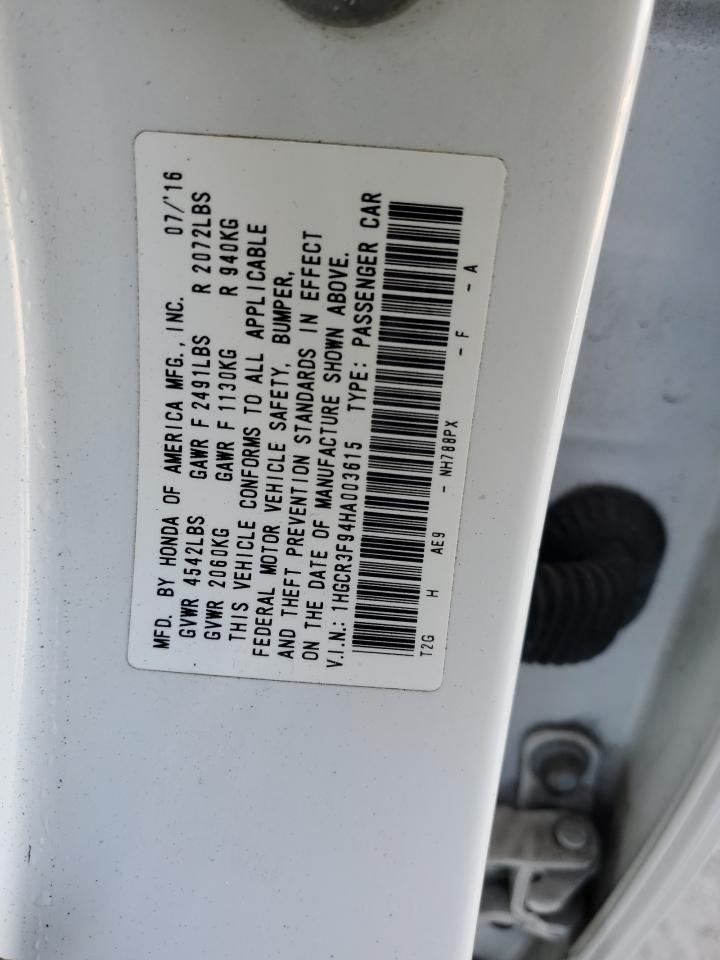 MFD. BY HONDA OF AMERICA MFG., INC. 07/'16
GVWR 4542LBS GAWR F 2491LBS R 2072LBS
GVWR 2060KG GAWR F 1130KG R 940KG
THIS VEHICLE CONFORMS TO ALL APPLICABLE
FEDERAL MOTOR VEHICLE SAFETY, BUMPER,
AND THEFT PREVENTION STANDARDS IN EFFECT
ON THE DATE OF MANUFACTURE SHOWN ABOVE.
V.I.N.: 1HGCR3F94HA003615 TYPE: PASSENGER CAR
T2G H AE9 - NH788PX - F - A